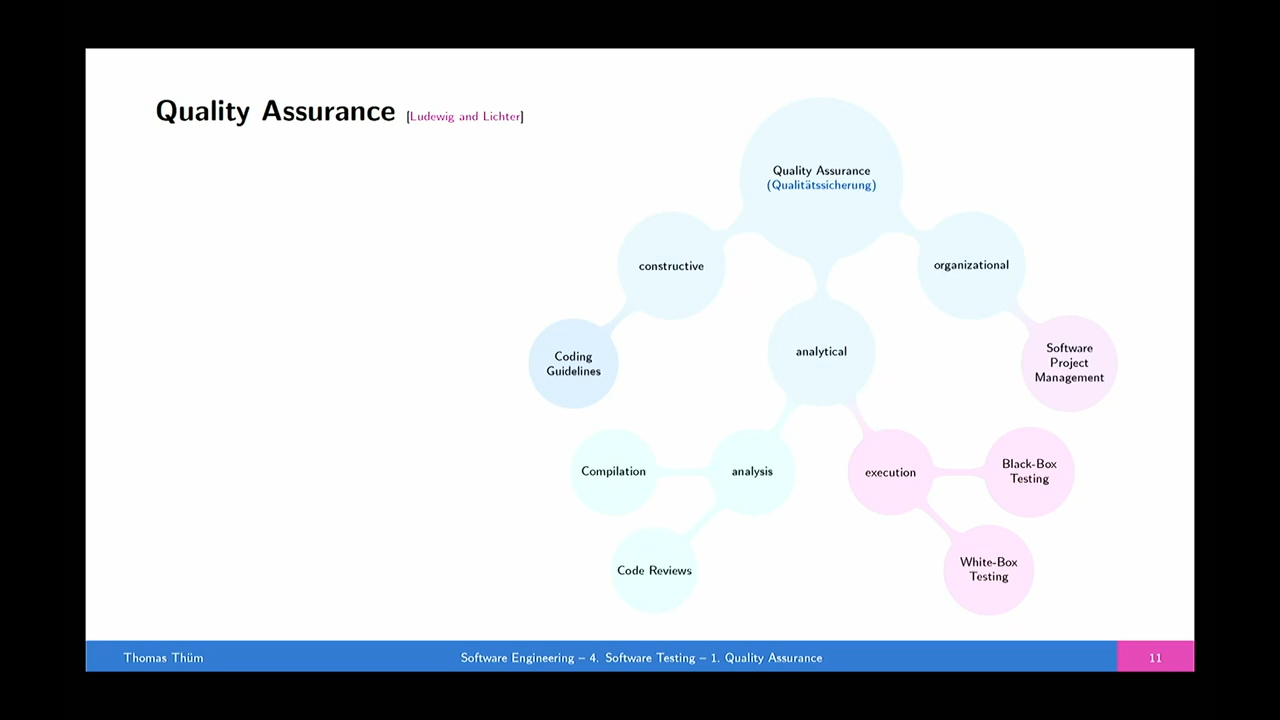 Quality Assurance [Ludewig and Lichter]
Quality Assurance
(Qualitätssicherung)
constructive
organizational
analytical
Coding
Guidelines
Software
Project
Management
Compilation
analysis
execution
Black-Box
Testing
Code Reviews
White-Box
Testing
Thomas Thüm
Software Engineering – 4. Software Testing – 1. Quality Assurance
11